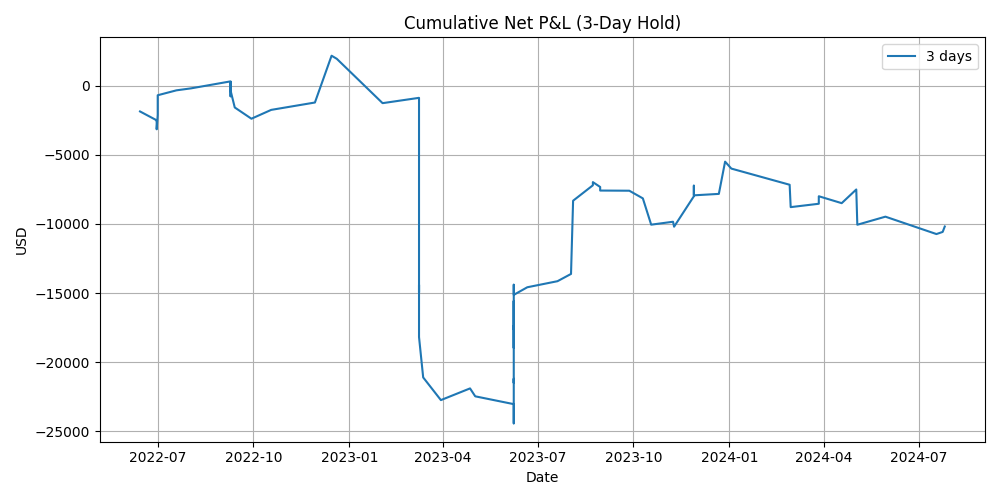 Cumulative Net P&L (3-Day Hold)
3 days
0
−5000
−10000
−15000
−20000
−25000
USD
2022-07 2022-10 2023-01 2023-04 2023-07 2023-10 2024-01 2024-04 2024-07
Date